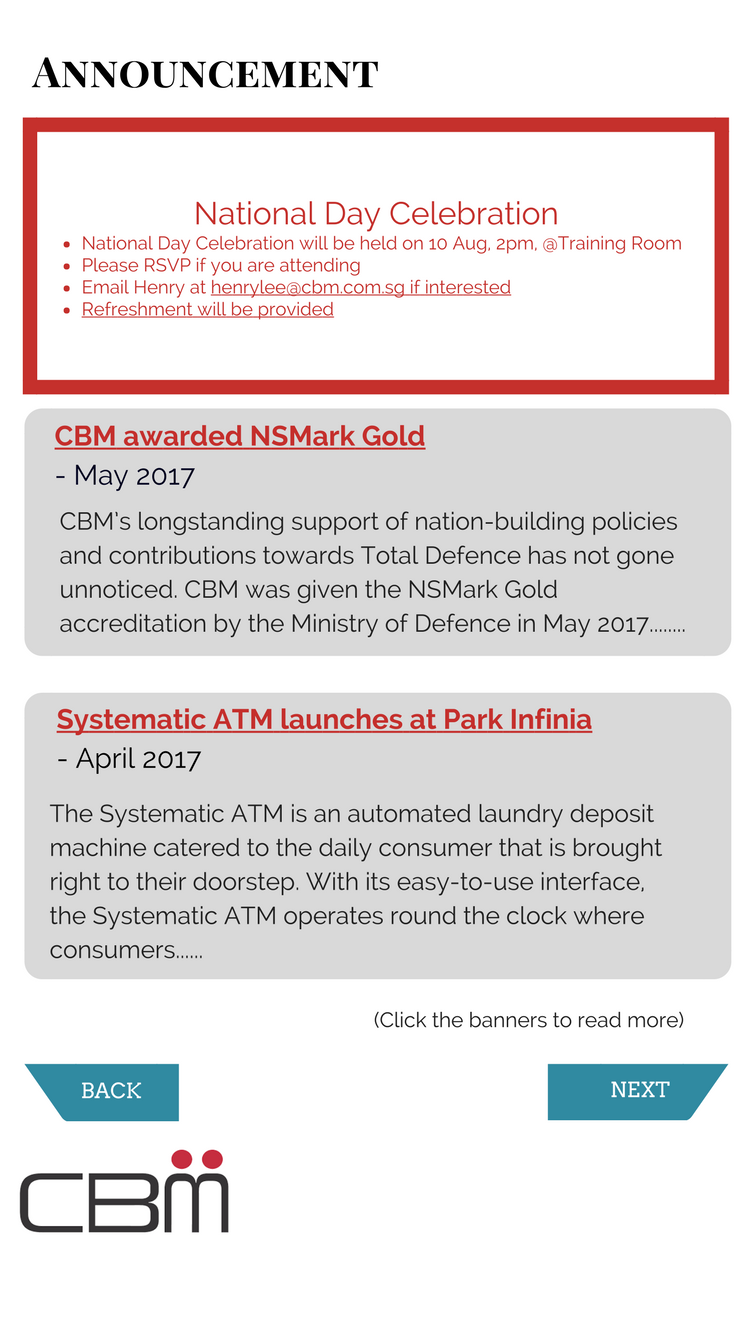 Announcement
National Day Celebration
• National Day Celebration will be held on 10 Aug, 2pm, @Training Room
• Please RSVP if you are attending
• Email Henry at henrylee@cbm.com.sg if interested
• Refreshment will be provided
CBM awarded NSMark Gold
- May 2017
CBM's longstanding support of nation-building policies
and contributions towards Total Defence has not gone
unnoticed. CBM was given the NSMark Gold
accreditation by the Ministry of Defence in May 2017........
Systematic ATM launches at Park Infinia
- April 2017
The Systematic ATM is an automated laundry deposit
machine catered to the daily consumer that is brought
right to their doorstep. With its easy-to-use interface,
the Systematic ATM operates round the clock where
consumers......
(Click the banners to read more)
BACK
NEXT
CBM